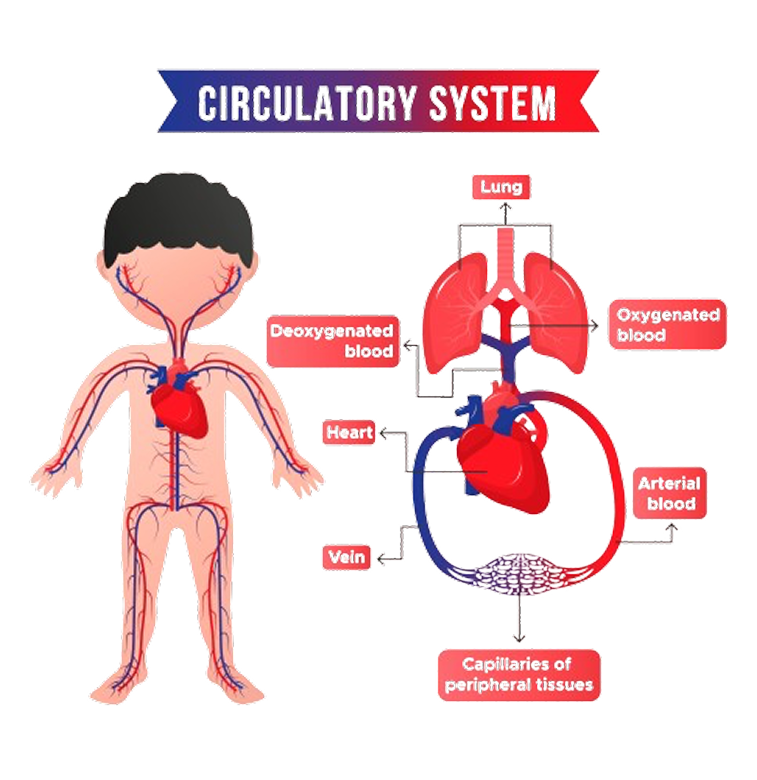 CIRCULATORY SYSTEM
Lung
Deoxygenated
blood
Oxygenated
blood
Heart
Arterial
blood
Vein
Capillaries of
peripheral tissues